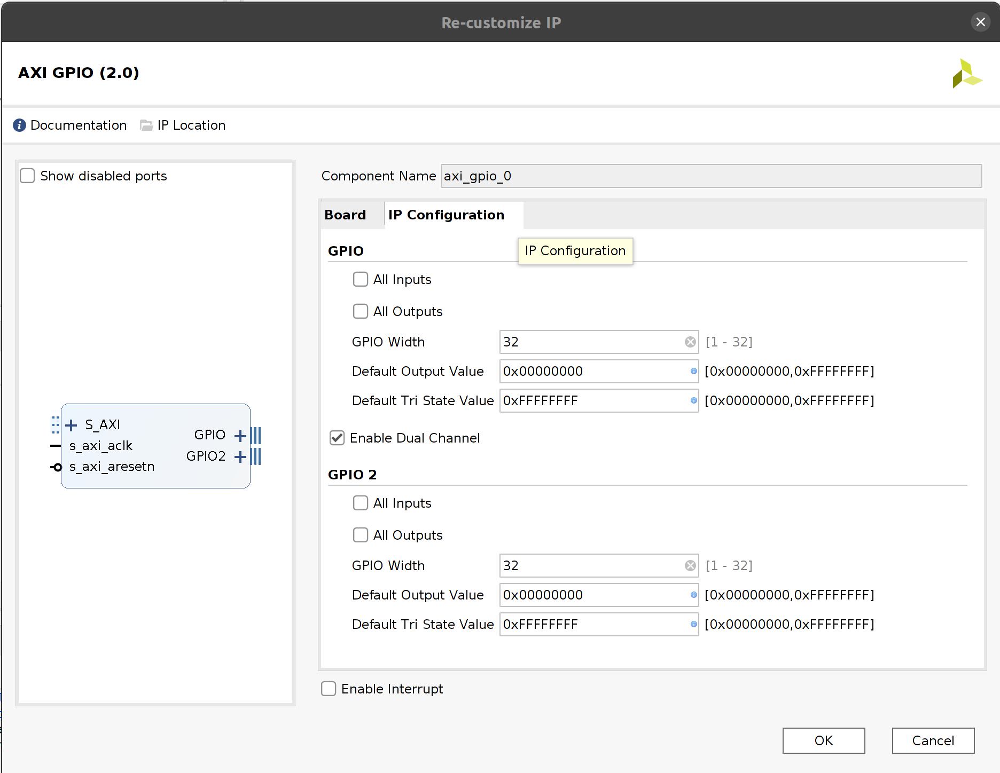 Re-customize IP
AXI GPIO (2.0)
Documentation IP Location
Show disabled ports
S_AXI
s_axi_aclk
s_axi_aresetn
GPIO
GPIO2
Component Name axi_gpio_0
Board IP Configuration
IP Configuration
GPIO
All Inputs
All Outputs
GPIO Width 32 [1 - 32]
Default Output Value 0x00000000 [0x00000000,0xFFFFFFFF]
Default Tri State Value 0xFFFFFFFF [0x00000000,0xFFFFFFFF]
Enable Dual Channel
GPIO 2
All Inputs
All Outputs
GPIO Width 32 [1 - 32]
Default Output Value 0x00000000 [0x00000000,0xFFFFFFFF]
Default Tri State Value 0xFFFFFFFF [0x00000000,0xFFFFFFFF]
Enable Interrupt
OK Cancel